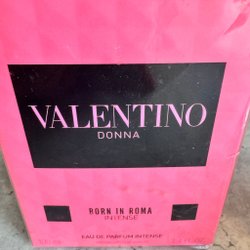 VALENTINO
DONNA
BORN IN ROMA
INTENSE
EAU DE PARFUM INTENSE